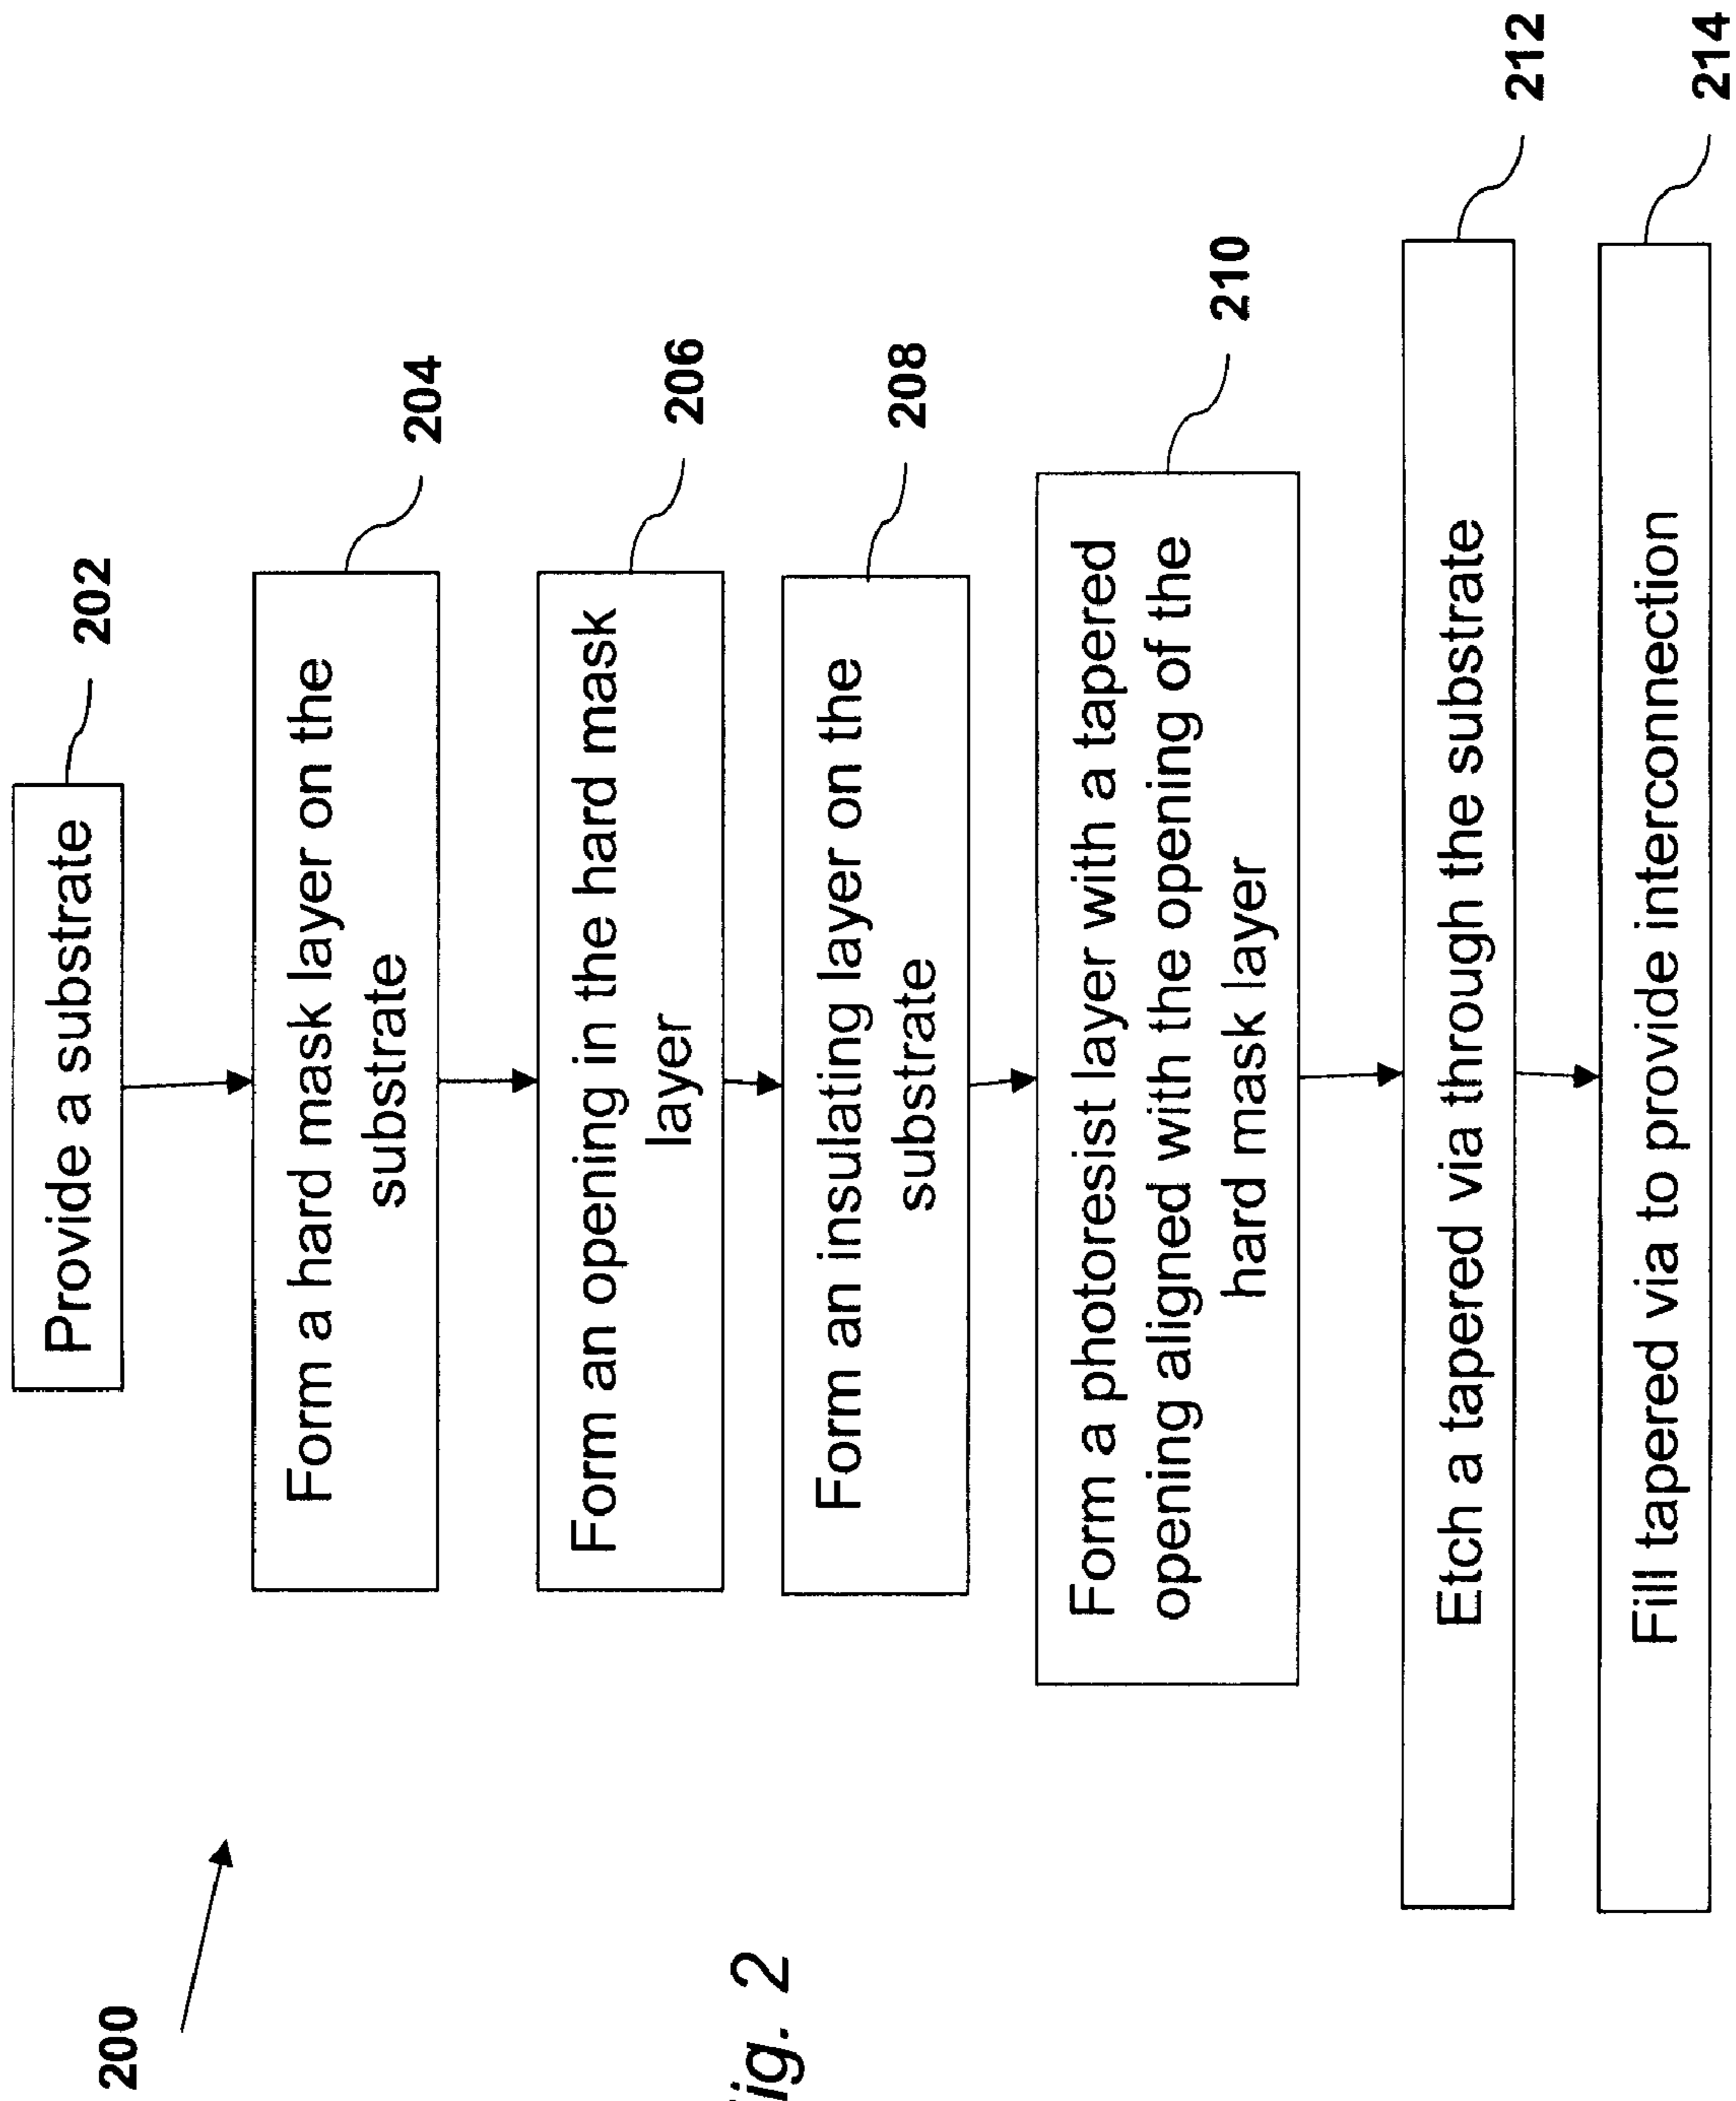 200
Provide a substrate
202
Form a hard mask layer on the
substrate
204
Form an opening in the hard mask
layer
206
Form an insulating layer on the
substrate
208
Form a photoresist layer with a tapered
opening aligned with the opening of the
hard mask layer
210
Etch a tapered via through the substrate
212
Fill tapered via to provide interconnection
214
ig. 2